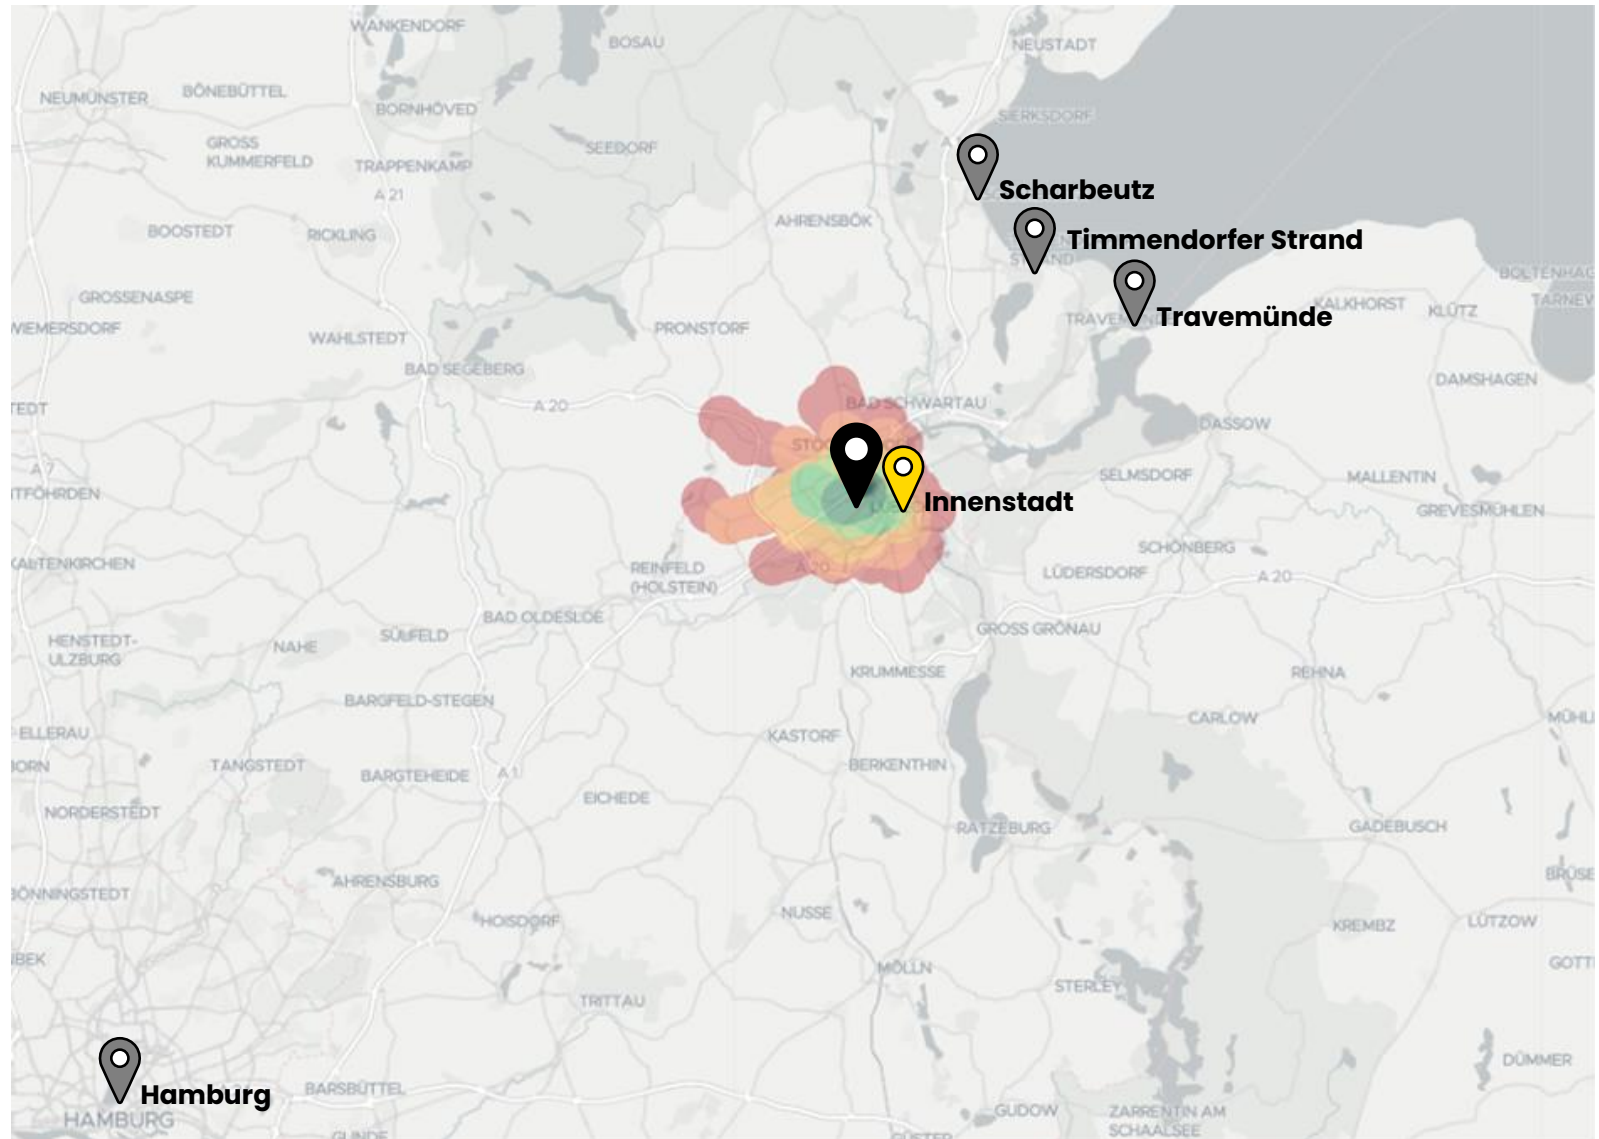 WANKENDORF
BOSAU
NEUSTADT
NEUMÜNSTER
BÖNEBÜTTEL
BORNHÖVED
SIERKSDORF
GROSS
KUMMERFELD
SEEDORF
TRAPPENKAMP
A 21
Scharbeutz
BOOSTEDT
RICKLING
AHRENSBÖK
Timmendorfer Strand
GROSSENASPE
KALKHORST
KLÜTZ
Travemünde
PRONSTORF
WAHLSTEDT
BAD SEGEBERG
DAMSHAGEN
A 20
BAD SCHWARTAU
DASSOW
A 7
SELMSDORF
MALLENTIN
Innenstadt
GREVESMÜHLEN
SCHÖNBERG
REINFELD
(HOLSTEIN)
A 20
LÜDERSDORF
A 20
BAD OLDESLOE
GROSS GRÖNAU
HENSTEDT-
ULZBURG
NAHE
SÜLFELD
KRUMMESSE
REHNA
BARGFELD-STEGEN
CARLOW
ELLERAU
KASTORF
TANGSTEDT
BARGTEHEIDE
A 1
BERKENTHIN
EICHEDE
NORDERSTEDT
RATZEBURG
GADEBUSCH
AHRENSBURG
BÖNNINGSTEDT
HOISDORF
NUSSE
KREMBZ
LÜTZOW
MÖLLN
STERLEY
TRITTAU
DÜMMER
Hamburg
BARSBÜTTEL
HAMBURG
GUDOW
ZARRENTIN AM
SCHAALSEE